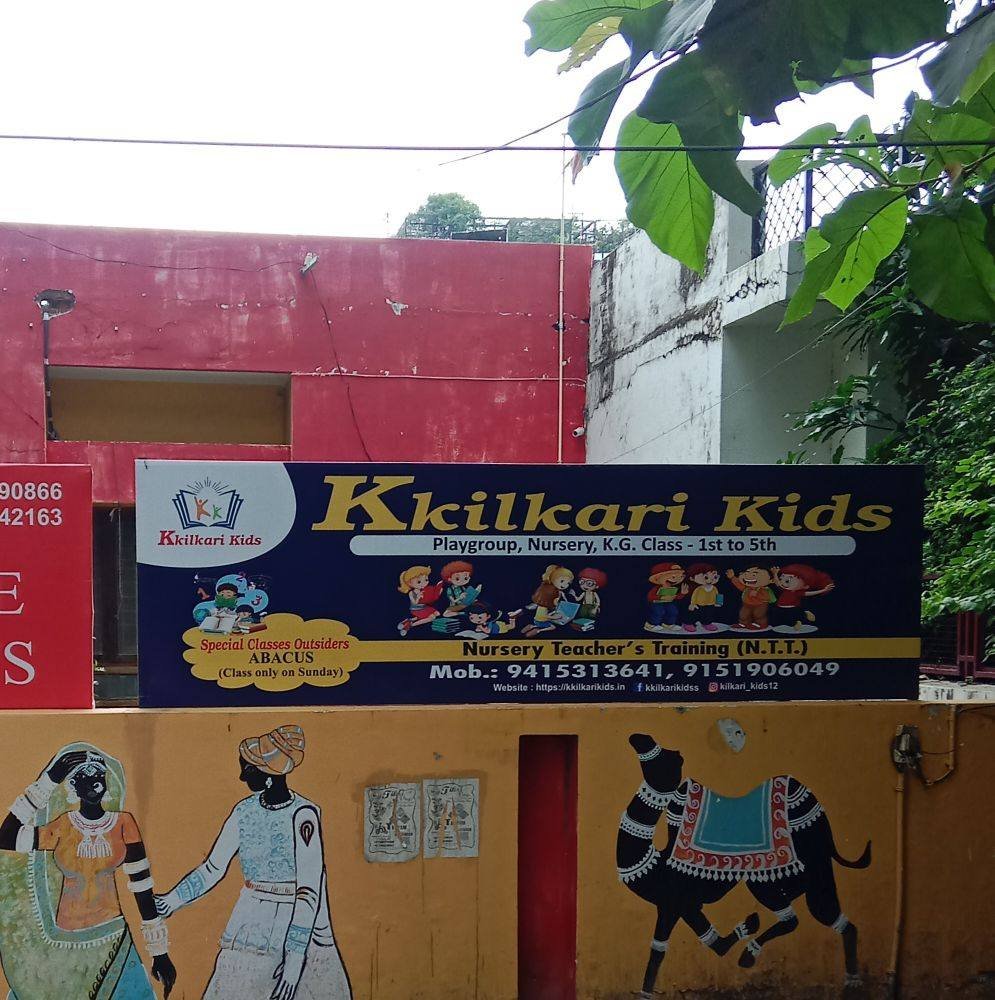 90866
42163
E
S
Kk
Kkilkari Kids
Kkilkari Kids
Playgroup, Nursery, K.G. Class - 1st to 5th
Special Classes Outsiders
ABACUS
(Class only on Sunday)
Nursery Teacher's Training (N.T.T.)
Mob.: 9415313641, 9151906049
Website : https://kkilkarikids.in f kkilkarikidss kilkari_kids12